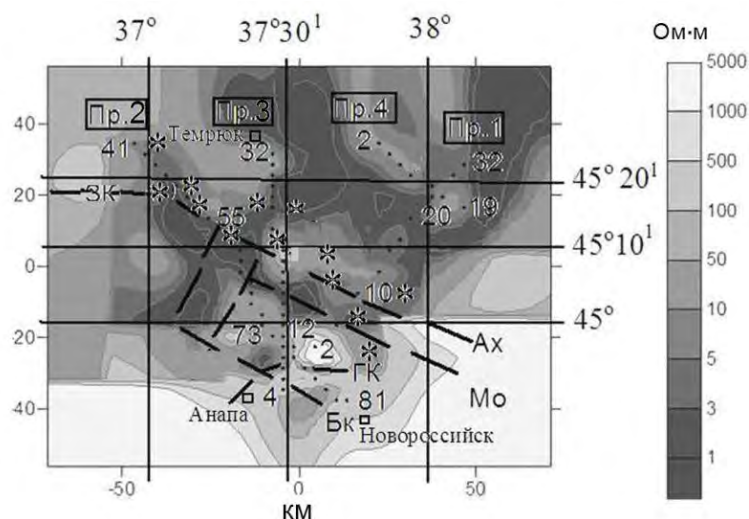 37° 37°30¹ 38° Ом·м
Пр.2 Пр.3 Пр.4 Пр.1
5000
1000
500
100
50
10
5
3
1
40
20
0
-20
-40
Темрюк
41 32 2 32
45°20¹
ЗК
55 20 19
45°10¹
10
45°
73 12
2
Ах
ГК
Мо
4 81
Анапа Бк
Новороссийск
-50 0 50
км